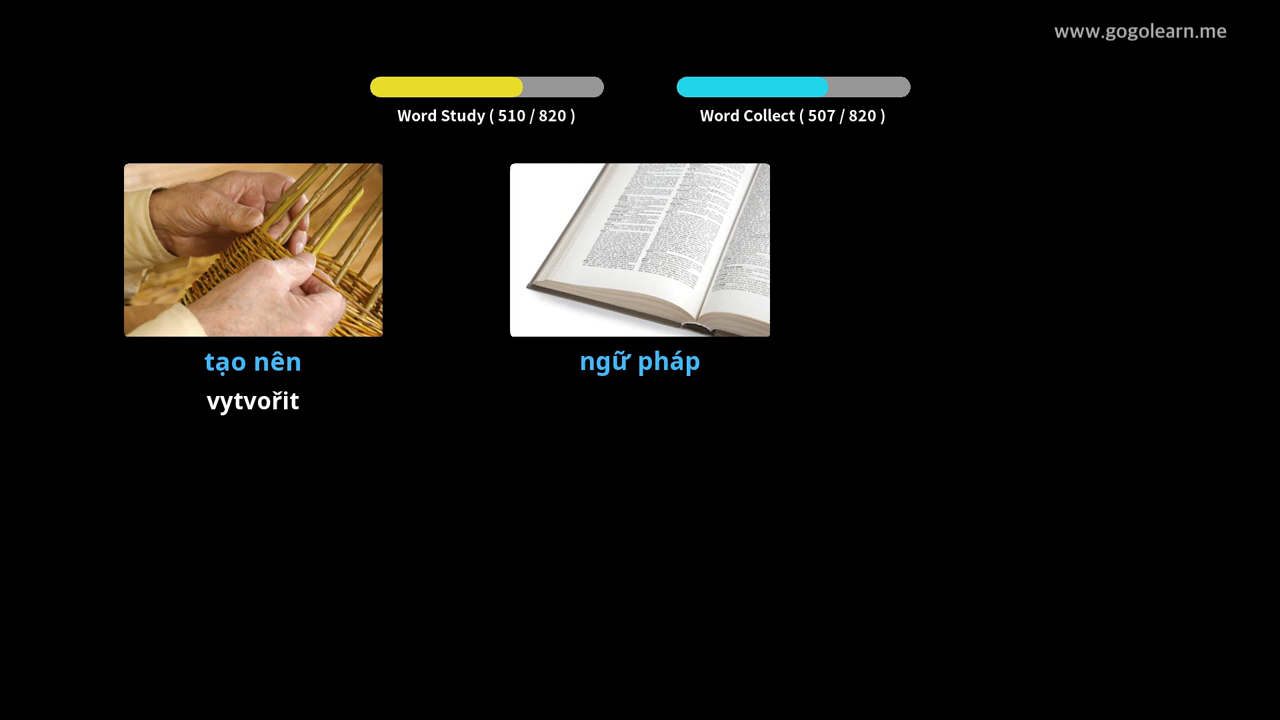 www.gogolearn.me
Word Study ( 510 / 820 )
Word Collect ( 507 / 820 )
tạo nên
vytvořit
ngữ pháp